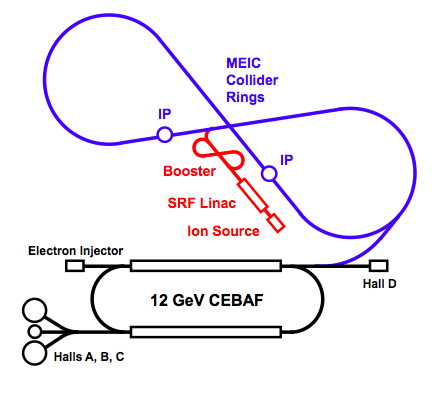 MEIC
Collider
Rings
IP
IP
Booster
SRF Linac
Ion Source
Electron Injector
12 GeV CEBAF
Hall D
Halls A, B, C